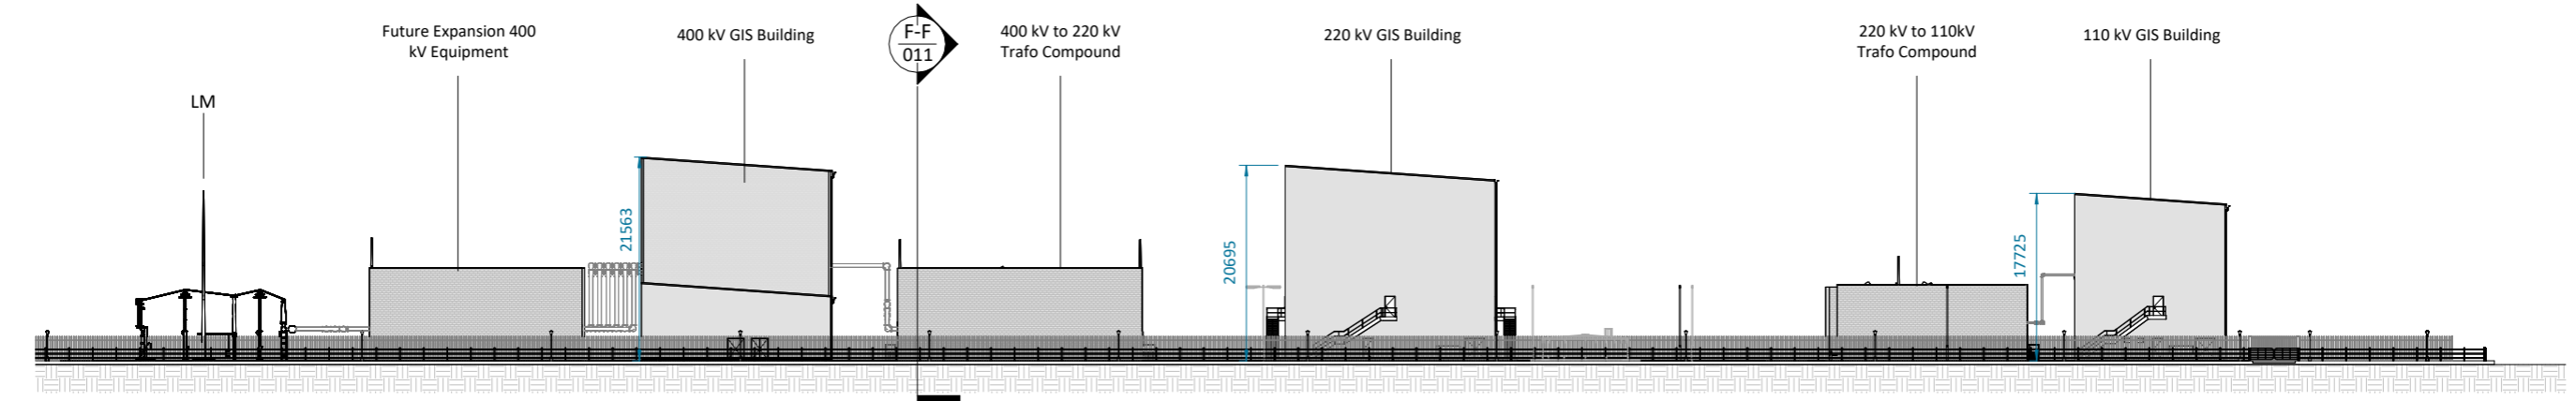 Future Expansion 400
kV Equipment
400 kV GIS Building
F-F
011
400 kV to 220 kV
Trafo Compound
220 kV GIS Building
220 kV to 110kV
Trafo Compound
110 kV GIS Building
LM
21563
20695
17725